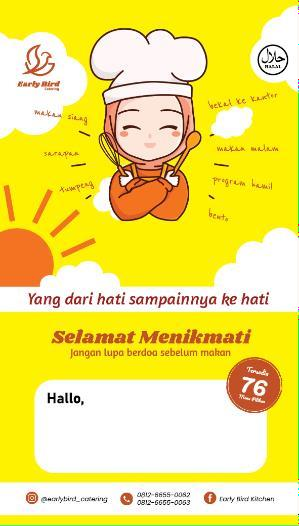 Early Bird
Catering
حلال
HALAL
makan siang
bekal ke kantor
sarapan
makan malam
tumpeng
program hamil
bento
Yang dari hati sampainnya ke hati
Selamat Menikmati
Jangan lupa berdoa sebelum makan
Tersedia
76
Menu Pilihan
Hallo,
@earlybird_catering
0812-6655-0062
0812-6655-0063
Early Bird Kitchen